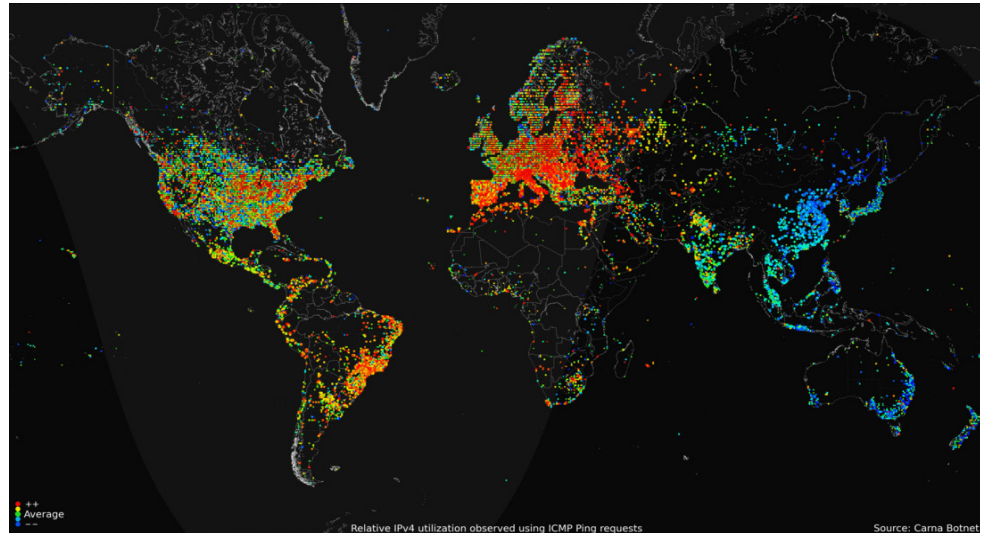 ++
Average
--
Relative IPv4 utilization observed using ICMP Ping requests
Source: Carna Botnet